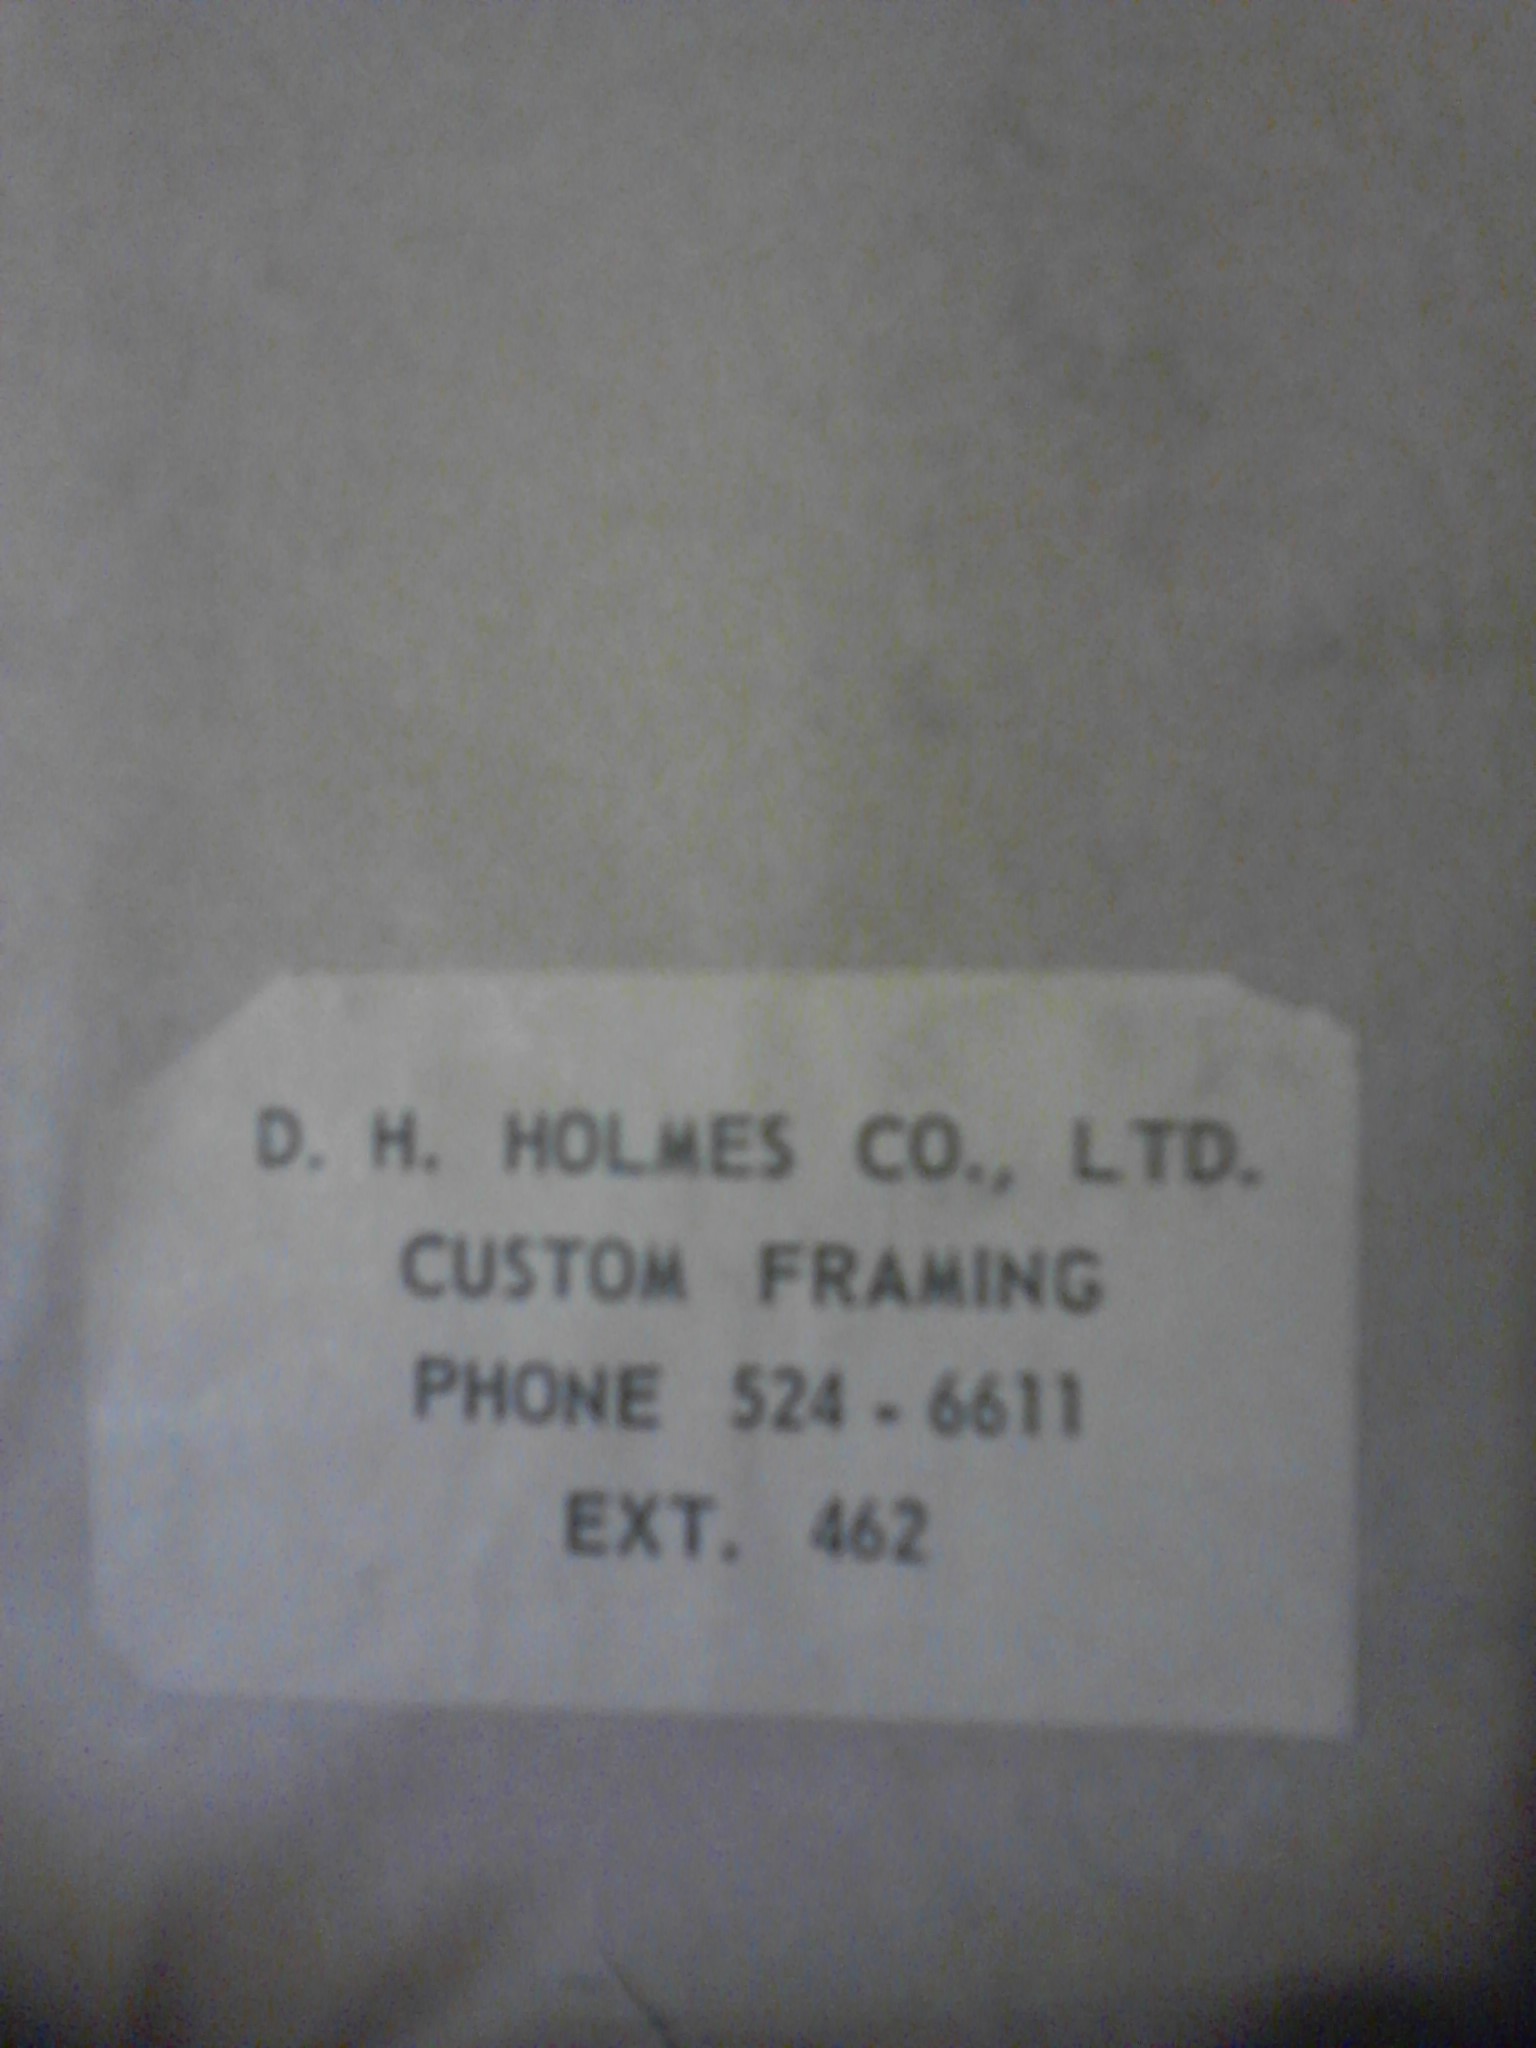 D. H. HOLMES CO., LTD.
CUSTOM FRAMING
PHONE 524-6611
EXT. 462